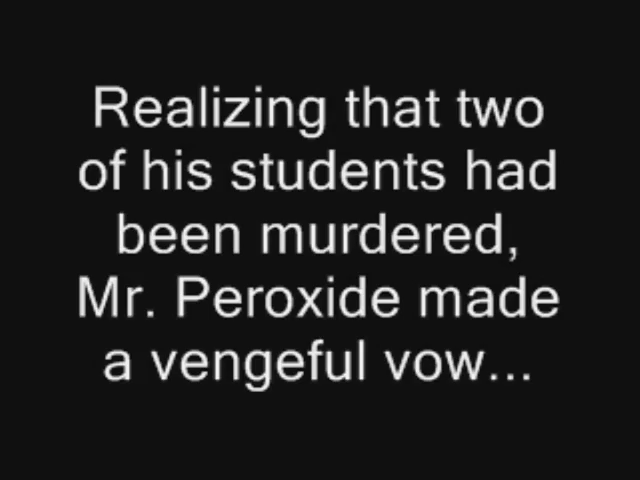 Realizing that two
of his students had
been murdered,
Mr. Peroxide made
a vengeful vow...